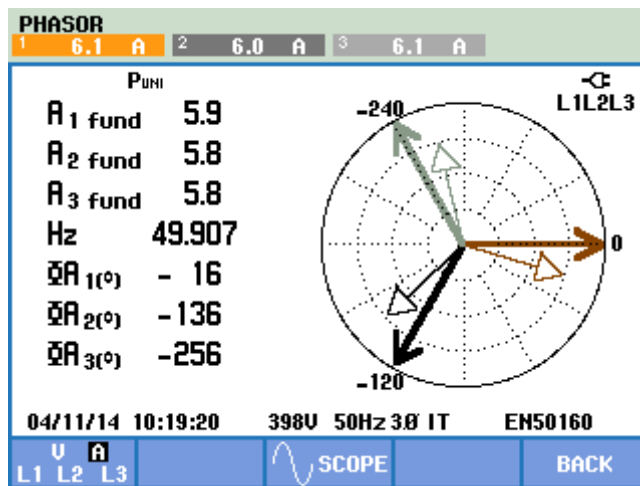 PHASOR
1 6.1 A 2 6.0 A 3 6.1 A
PUNI
L1L2L3
A1 fund 5.9
A2 fund 5.8
A3 fund 5.8
Hz 49.907
ΦA1(°) - 16
ΦA2(°) -136
ΦA3(°) -256
-240
0
-120
04/11/14 10:19:20 398V 50Hz 3.0 IT EN50160
V A
L1 L2 L3
SCOPE
BACK